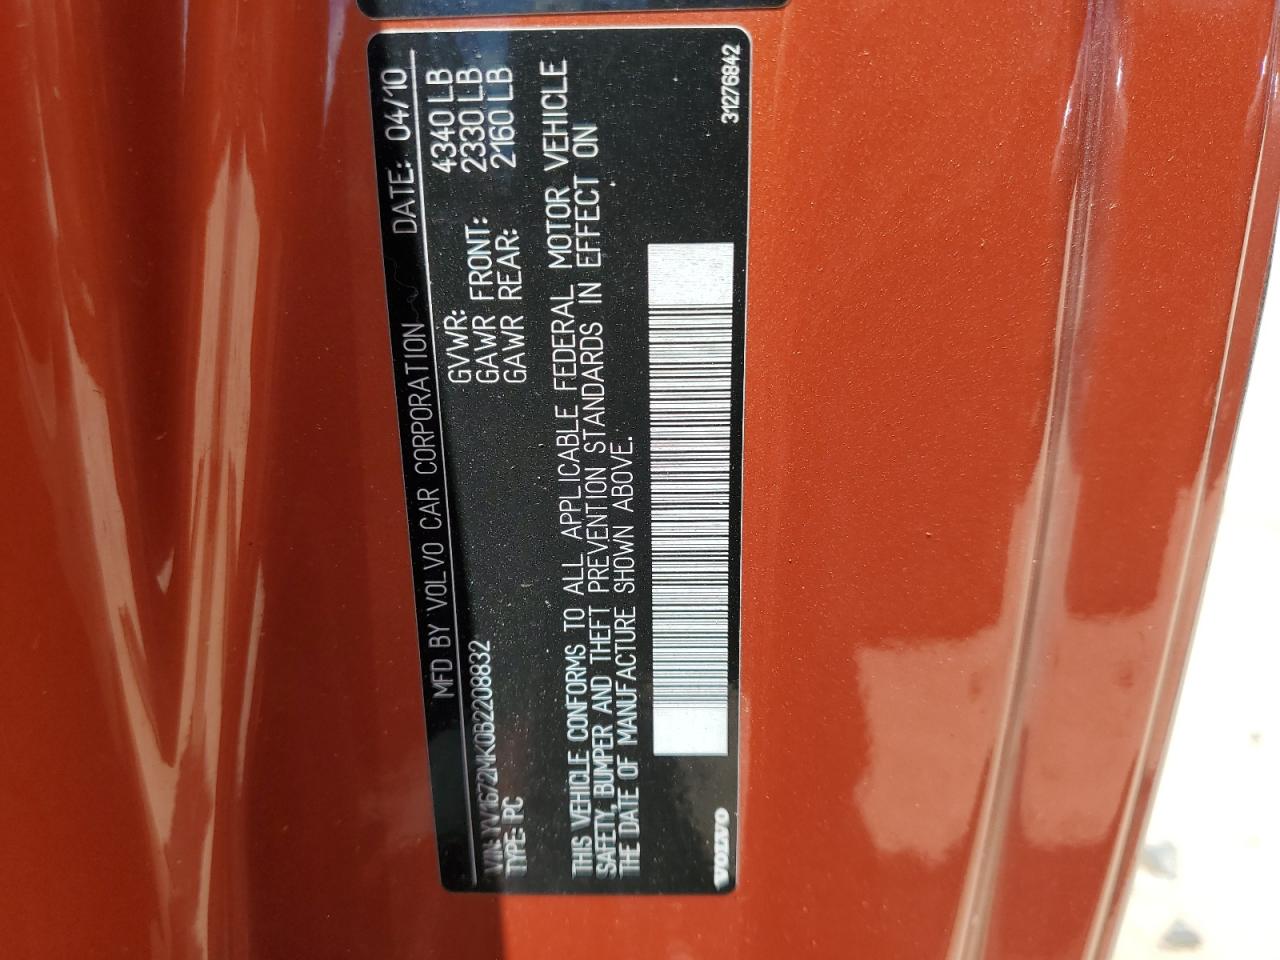 MFD BY VOLVO CAR CORPORATION DATE: 04/10
VIN: YV1672MK0B2208832 GVWR: 4340 LB
TYPE: PC GAWR FRONT: 2330 LB
GAWR REAR: 2160 LB
THIS VEHICLE CONFORMS TO ALL APPLICABLE FEDERAL MOTOR VEHICLE
SAFETY, BUMPER AND THEFT PREVENTION STANDARDS IN EFFECT ON
THE DATE OF MANUFACTURE SHOWN ABOVE.
VOLVO 31276842